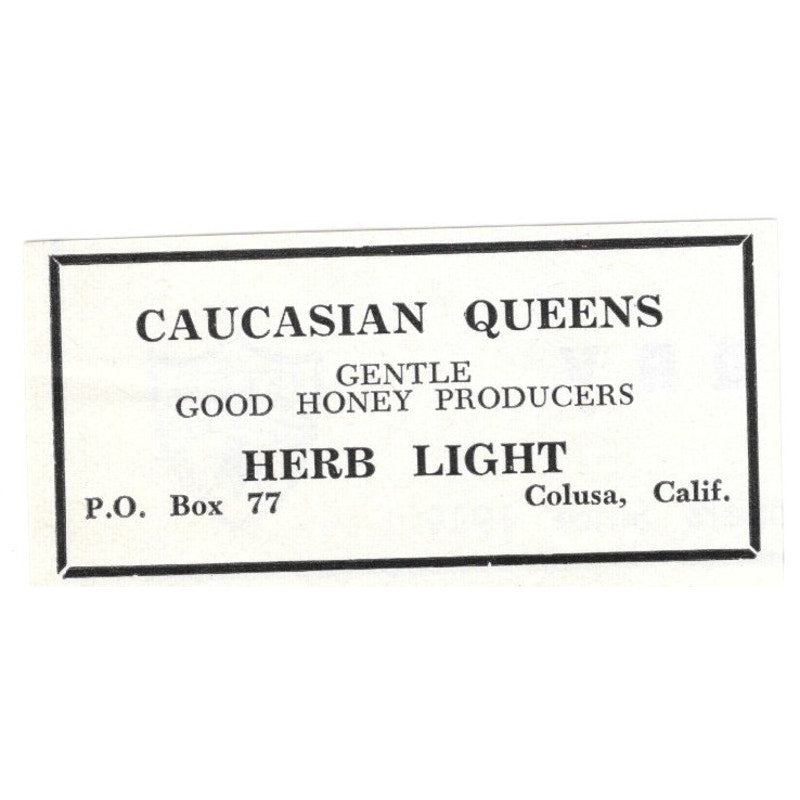 CAUCASIAN QUEENS
GENTLE
GOOD HONEY PRODUCERS
HERB LIGHT
P.O. Box 77 Colusa, Calif.